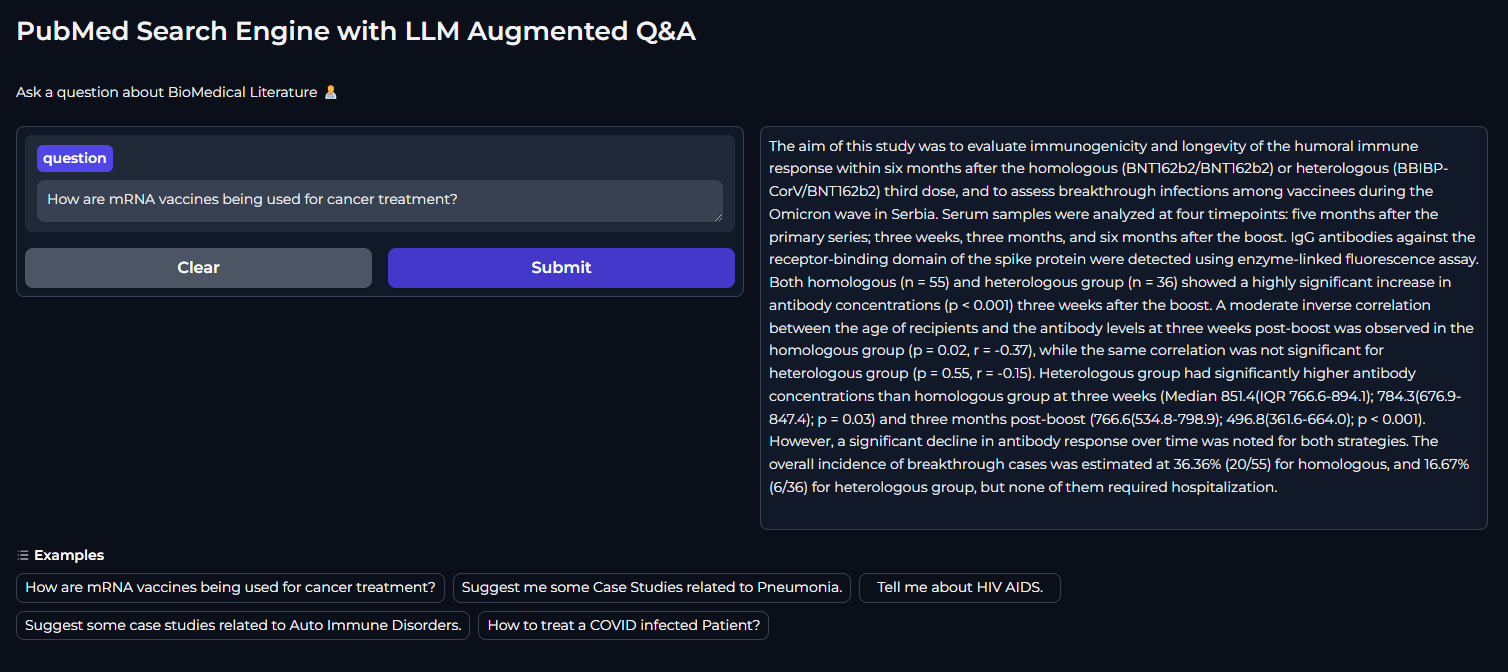 PubMed Search Engine with LLM Augmented Q&A
Ask a question about BioMedical Literature
question
How are mRNA vaccines being used for cancer treatment?
Clear
Submit
The aim of this study was to evaluate immunogenicity and longevity of the humoral immune
response within six months after the homologous (BNT162b2/BNT162b2) or heterologous (BBIBP-
CorV/BNT162b2) third dose, and to assess breakthrough infections among vaccinees during the
Omicron wave in Serbia. Serum samples were analyzed at four timepoints: five months after the
primary series; three weeks, three months, and six months after the boost. IgG antibodies against the
receptor-binding domain of the spike protein were detected using enzyme-linked fluorescence assay.
Both homologous (n = 55) and heterologous group (n = 36) showed a highly significant increase in
antibody concentrations (p < 0.001) three weeks after the boost. A moderate inverse correlation
between the age of recipients and the antibody levels at three weeks post-boost was observed in the
homologous group (p = 0.02, r = -0.37), while the same correlation was not significant for
heterologous group (p = 0.55, r = -0.15). Heterologous group had significantly higher antibody
concentrations than homologous group at three weeks (Median 851.4(IQR 766.6-894.1); 784.3(676.9-
847.4); p = 0.03) and three months post-boost (766.6(534.8-798.9); 496.8(361.6-664.0); p < 0.001).
However, a significant decline in antibody response over time was noted for both strategies. The
overall incidence of breakthrough cases was estimated at 36.36% (20/55) for homologous, and 16.67%
(6/36) for heterologous group, but none of them required hospitalization.
Examples
How are mRNA vaccines being used for cancer treatment?
Suggest me some Case Studies related to Pneumonia.
Tell me about HIV AIDS.
Suggest some case studies related to Auto Immune Disorders.
How to treat a COVID infected Patient?